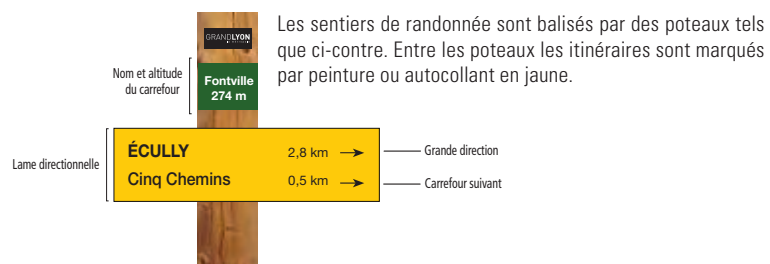 GRANDLYON
Les sentiers de randonnée sont balisés par des poteaux tels
que ci-contre. Entre les poteaux les itinéraires sont marqués
par peinture ou autocollant en jaune.
Nom et altitude
du carrefour
Fontville
274 m
Lame directionnelle
ÉCULLY 2,8 km → Grande direction
Cinq Chemins 0,5 km → Carrefour suivant